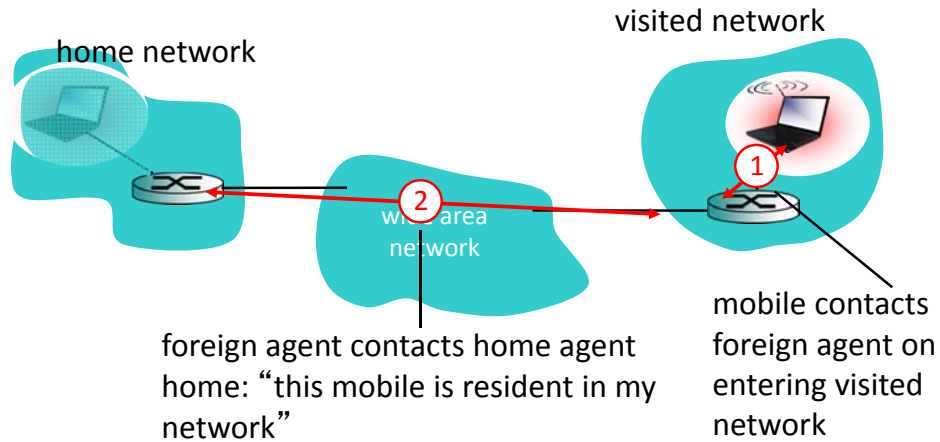 visited network
home network
1
2
wide area
network
mobile contacts
foreign agent on
entering visited
network
foreign agent contacts home agent
home: “this mobile is resident in my
network”